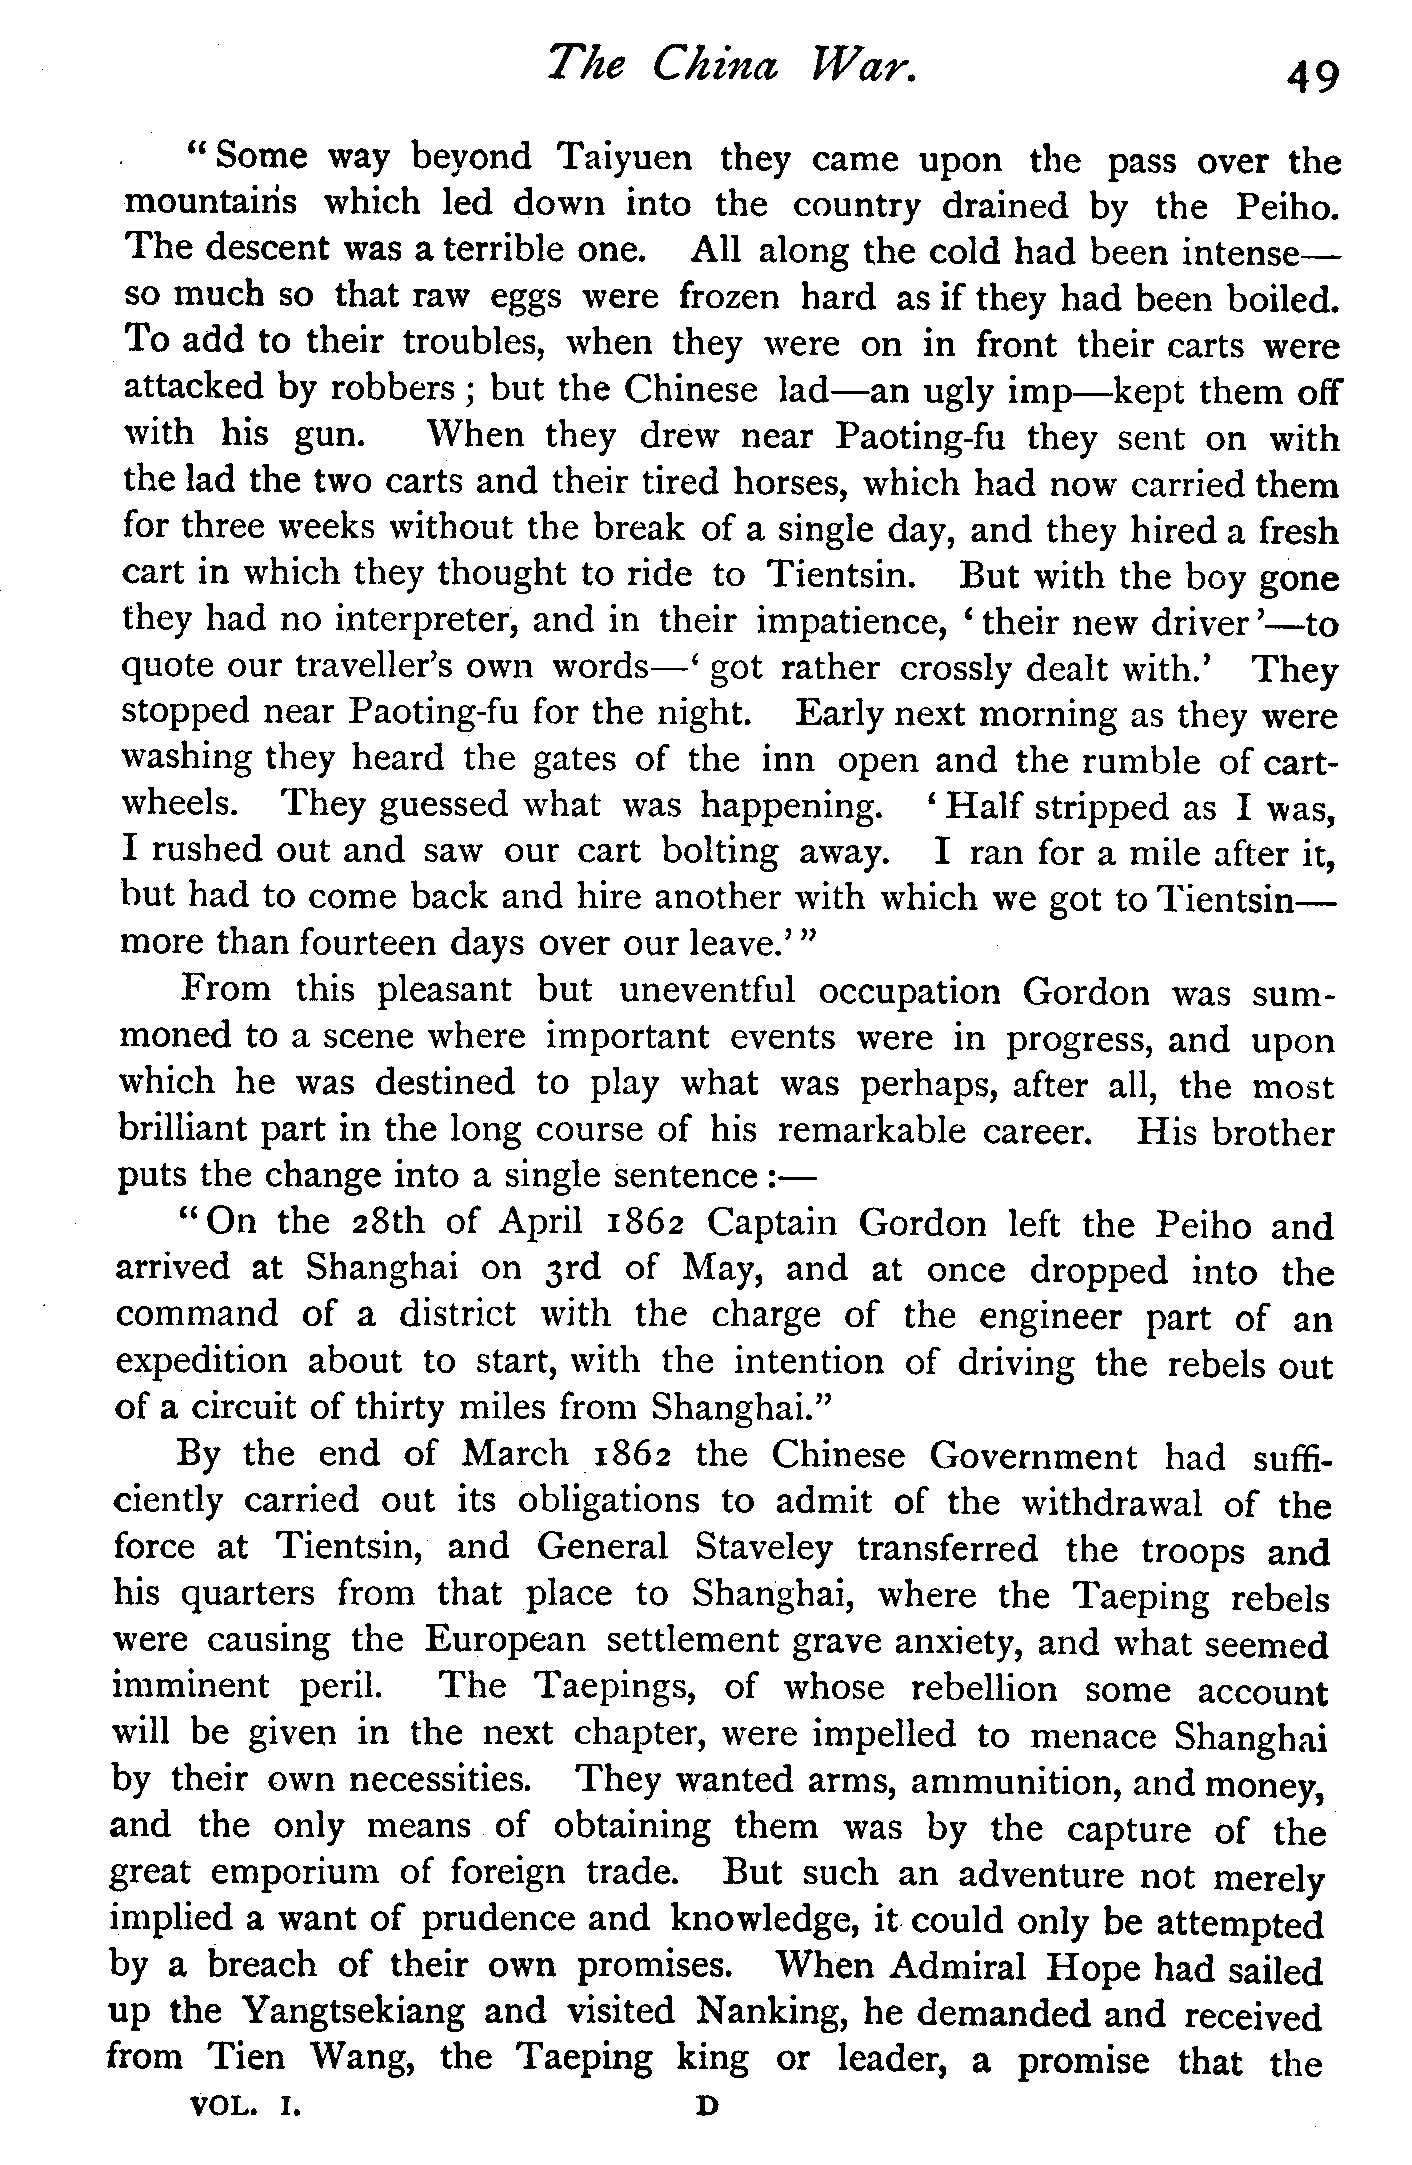 The China War. 49
“Some way beyond Taiyuen they came upon the pass over the
mountains which led down into the country drained by the Peiho.
The descent was a terrible one. All along the cold had been intense—
so much so that raw eggs were frozen hard as if they had been boiled.
To add to their troubles, when they were on in front their carts were
attacked by robbers ; but the Chinese lad—an ugly imp—kept them off
with his gun. When they drew near Paoting-fu they sent on with
the lad the two carts and their tired horses, which had now carried them
for three weeks without the break of a single day, and they hired a fresh
cart in which they thought to ride to Tientsin. But with the boy gone
they had no interpreter, and in their impatience, ‘their new driver’—to
quote our traveller’s own words—‘got rather crossly dealt with.’ They
stopped near Paoting-fu for the night. Early next morning as they were
washing they heard the gates of the inn open and the rumble of cart-
wheels. They guessed what was happening. ‘Half stripped as I was,
I rushed out and saw our cart bolting away. I ran for a mile after it,
but had to come back and hire another with which we got to Tientsin—
more than fourteen days over our leave.’”
From this pleasant but uneventful occupation Gordon was sum-
moned to a scene where important events were in progress, and upon
which he was destined to play what was perhaps, after all, the most
brilliant part in the long course of his remarkable career. His brother
puts the change into a single sentence :—
“On the 28th of April 1862 Captain Gordon left the Peiho and
arrived at Shanghai on 3rd of May, and at once dropped into the
command of a district with the charge of the engineer part of an
expedition about to start, with the intention of driving the rebels out
of a circuit of thirty miles from Shanghai.”
By the end of March 1862 the Chinese Government had suffi-
ciently carried out its obligations to admit of the withdrawal of the
force at Tientsin, and General Staveley transferred the troops and
his quarters from that place to Shanghai, where the Taeping rebels
were causing the European settlement grave anxiety, and what seemed
imminent peril. The Taepings, of whose rebellion some account
will be given in the next chapter, were impelled to menace Shanghai
by their own necessities. They wanted arms, ammunition, and money,
and the only means of obtaining them was by the capture of the
great emporium of foreign trade. But such an adventure not merely
implied a want of prudence and knowledge, it could only be attempted
by a breach of their own promises. When Admiral Hope had sailed
up the Yangtsekiang and visited Nanking, he demanded and received
from Tien Wang, the Taeping king or leader, a promise that the
VOL. I. D